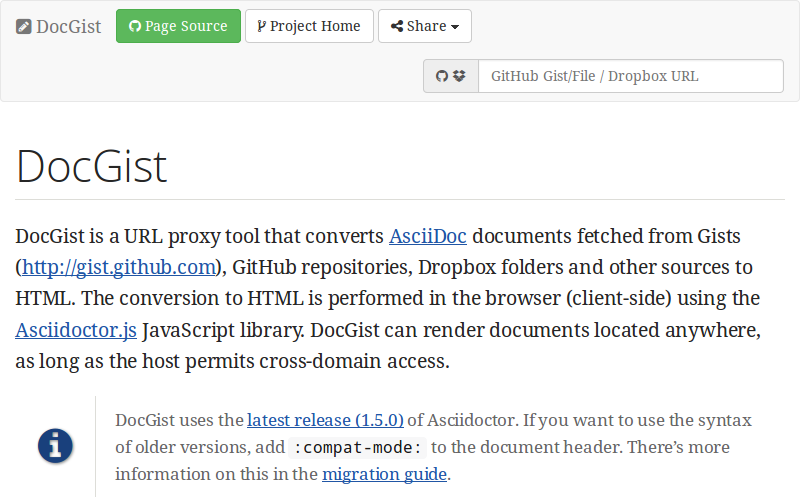 DocGist Page Source Project Home Share
GitHub Gist/File / Dropbox URL
DocGist
DocGist is a URL proxy tool that converts AsciiDoc documents fetched from Gists
(http://gist.github.com), GitHub repositories, Dropbox folders and other sources to
HTML. The conversion to HTML is performed in the browser (client-side) using the
Asciidoctor.js JavaScript library. DocGist can render documents located anywhere,
as long as the host permits cross-domain access.
DocGist uses the latest release (1.5.0) of Asciidoctor. If you want to use the syntax
of older versions, add :compat-mode: to the document header. There’s more
information on this in the migration guide.